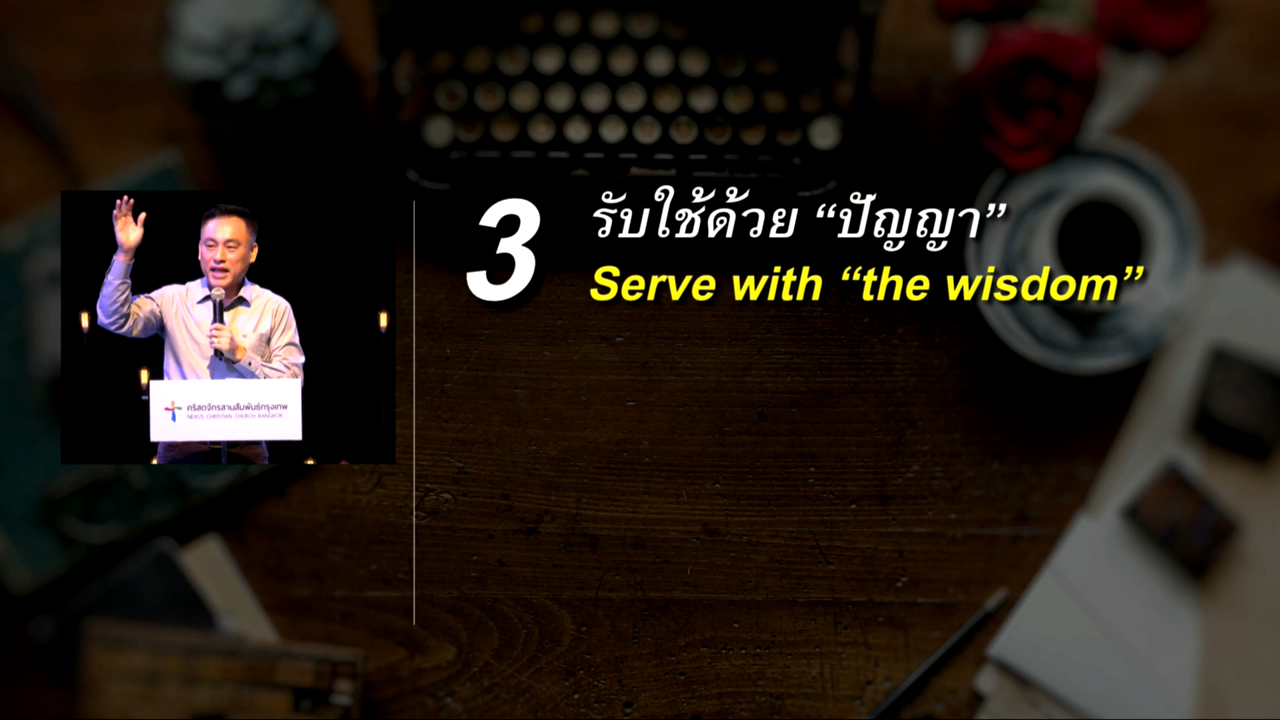 3
รับใช้ด้วย “ปัญญา”
Serve with “the wisdom”
คริสตจักรสานสัมพันธ์กรุงเทพ
NEXUS CHRISTIAN CHURCH BANGKOK